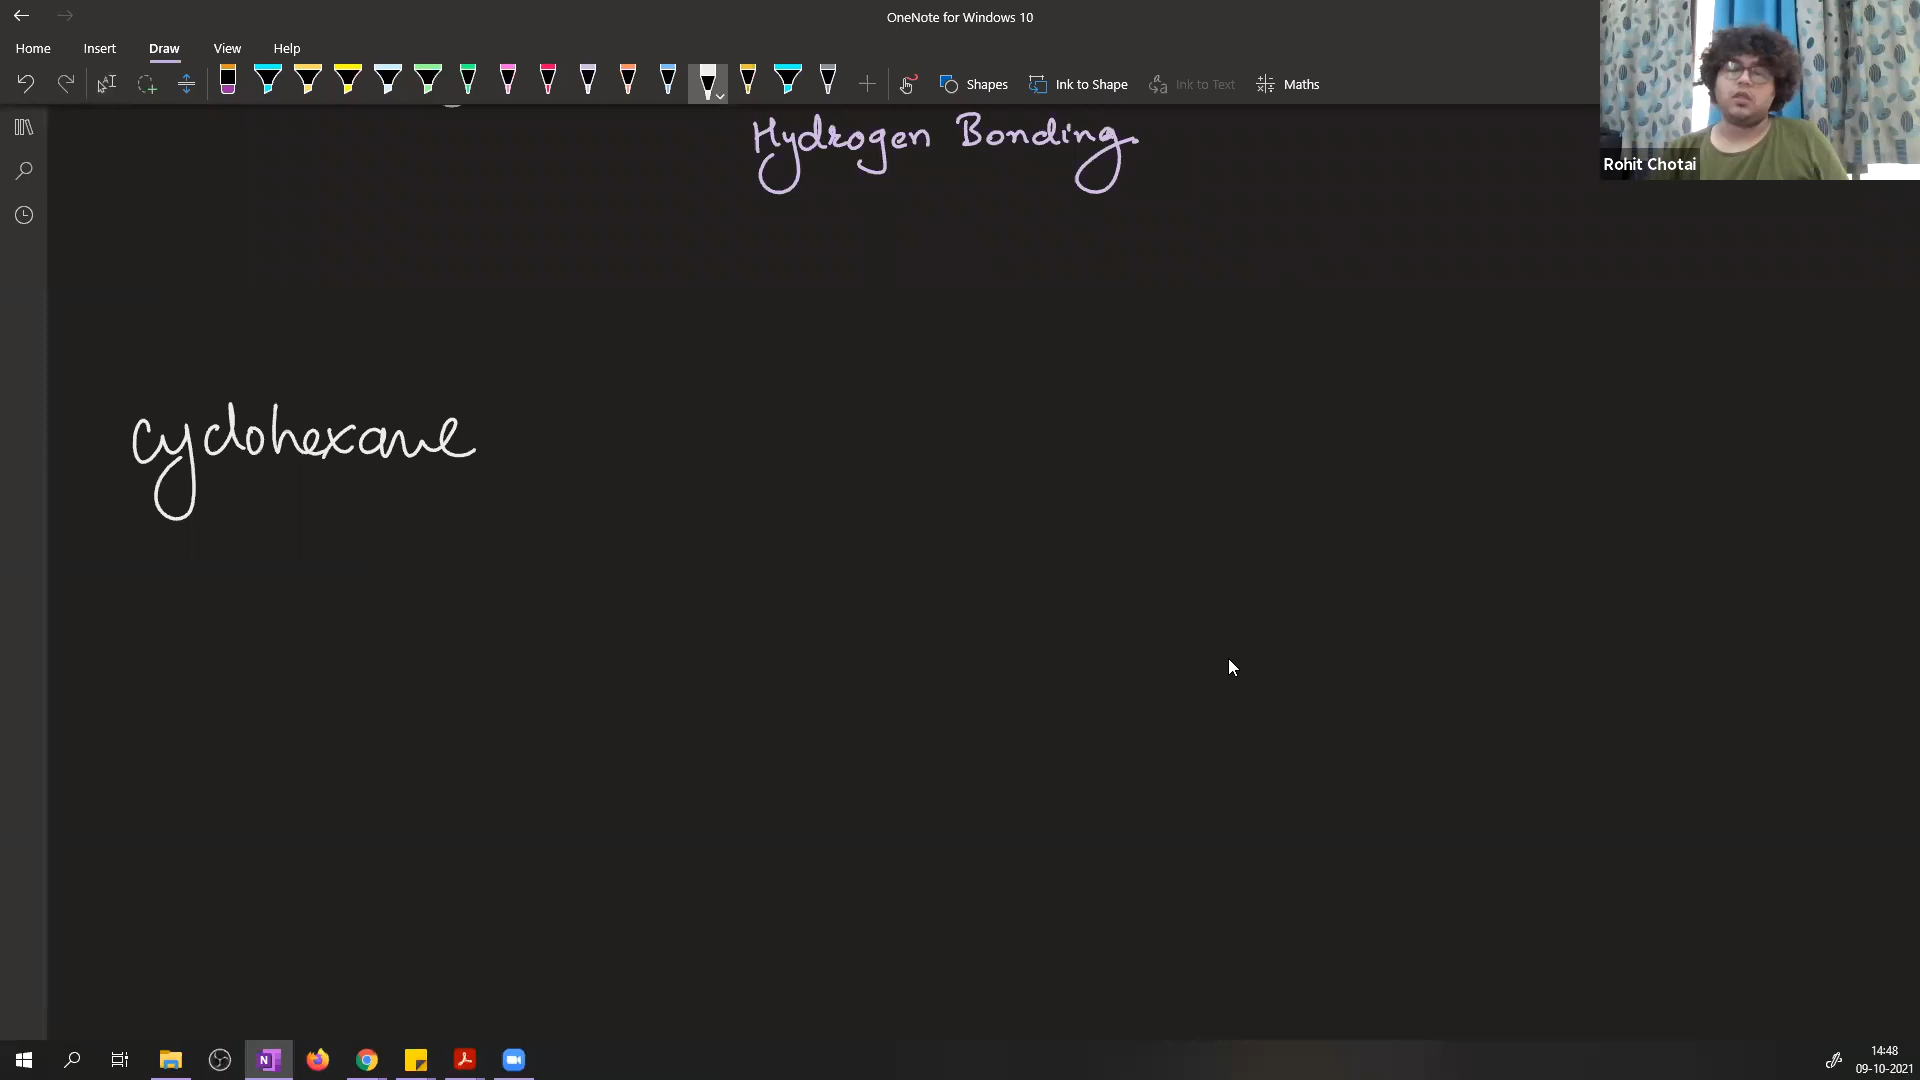 OneNote for Windows 10
Home Insert Draw View Help
Shapes Ink to Shape Ink to Text Maths
Rohit Chotai
Hydrogen Bonding
cyclohexane
14:48
09-10-2021